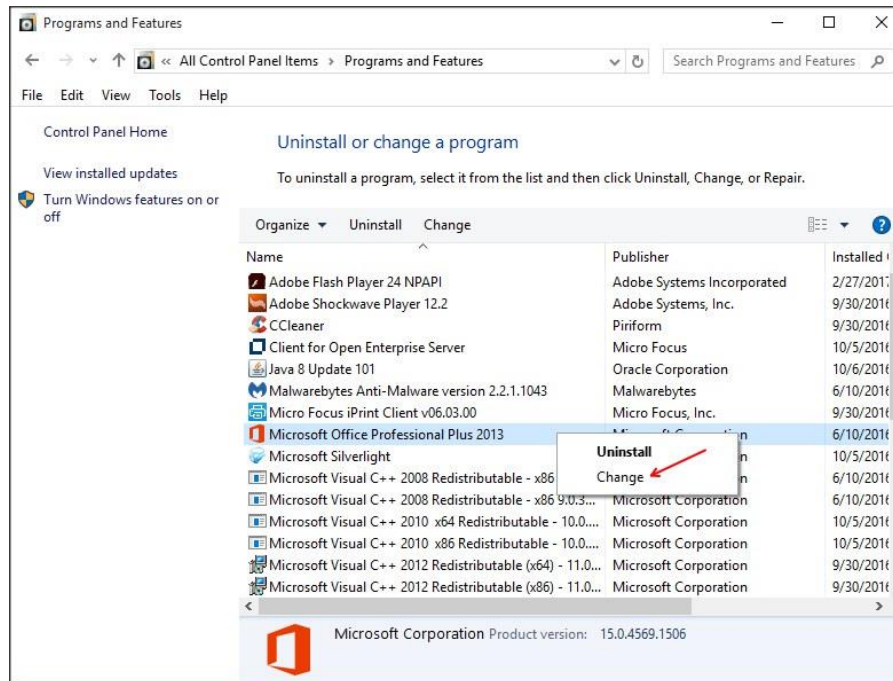 Programs and Features
« All Control Panel Items › Programs and Features
Search Programs and Features
File Edit View Tools Help
Control Panel Home
View installed updates
Turn Windows features on or
off
Uninstall or change a program
To uninstall a program, select it from the list and then click Uninstall, Change, or Repair.
Organize Uninstall Change
Name Publisher Installed
Adobe Flash Player 24 NPAPI Adobe Systems Incorporated 2/27/2017
Adobe Shockwave Player 12.2 Adobe Systems, Inc. 9/30/2016
CCleaner Piriform 9/30/2016
Client for Open Enterprise Server Micro Focus 10/5/2016
Java 8 Update 101 Oracle Corporation 10/6/2016
Malwarebytes Anti-Malware version 2.2.1.1043 Malwarebytes 6/10/2016
Micro Focus iPrint Client v06.03.00 Micro Focus, Inc. 9/30/2016
Microsoft Office Professional Plus 2013 6/10/2016
Uninstall
Change
Microsoft Silverlight 10/5/2016
Microsoft Visual C++ 2008 Redistributable - x86 6/10/2016
Microsoft Visual C++ 2008 Redistributable - x86 9.0.3... Microsoft Corporation 6/10/2016
Microsoft Visual C++ 2010 x64 Redistributable - 10.0.... Microsoft Corporation 10/5/2016
Microsoft Visual C++ 2010 x86 Redistributable - 10.0.... Microsoft Corporation 10/5/2016
Microsoft Visual C++ 2012 Redistributable (x64) - 11.0... Microsoft Corporation 9/30/2016
Microsoft Visual C++ 2012 Redistributable (x86) - 11.0... Microsoft Corporation 9/30/2016
Microsoft Corporation Product version: 15.0.4569.1506